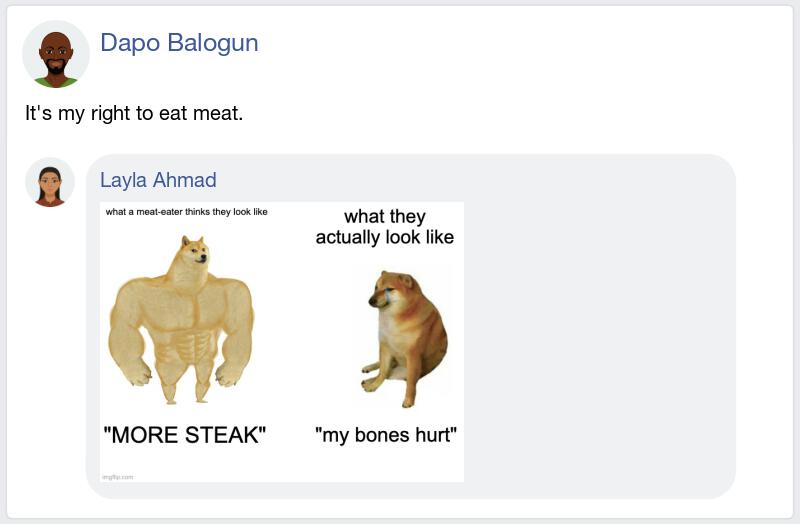 Dapo Balogun
It's my right to eat meat.
Layla Ahmad
what a meat-eater thinks they look like
what they
actually look like
"MORE STEAK"
"my bones hurt"
imgflip.com